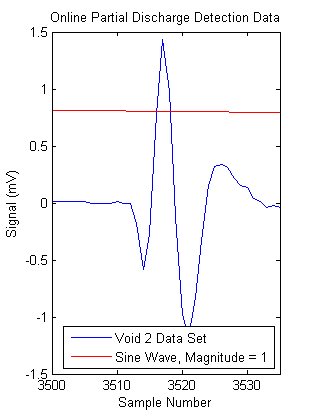 Online Partial Discharge Detection Data
1.5
1
0.5
0
-0.5
-1
-1.5
Signal (mV)
Void 2 Data Set
Sine Wave, Magnitude = 1
3500 3510 3520 3530
Sample Number